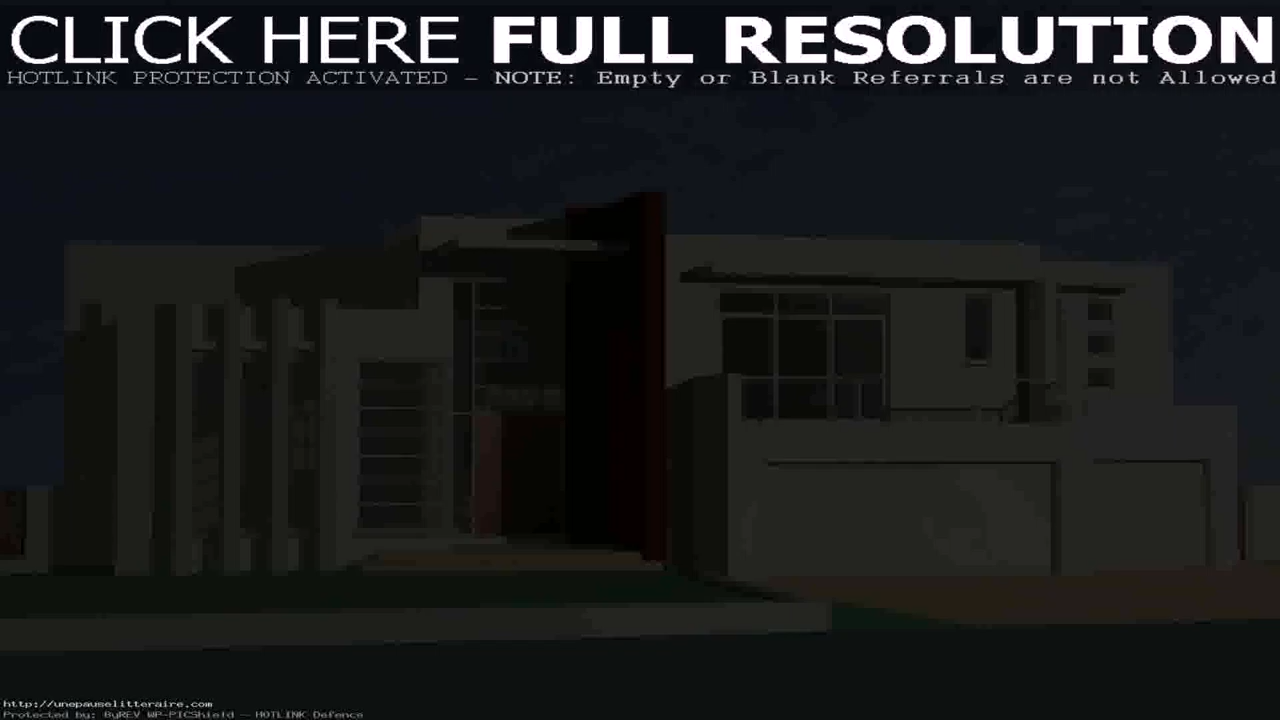 CLICK HERE FULL RESOLUTION
HOTLINK PROTECTION ACTIVATED - NOTE: Empty or Blank Referrals are not Allowed
http://unepauselitteraire.com
Protected by: ByREV WP-PICShield - HOTLINK Defence